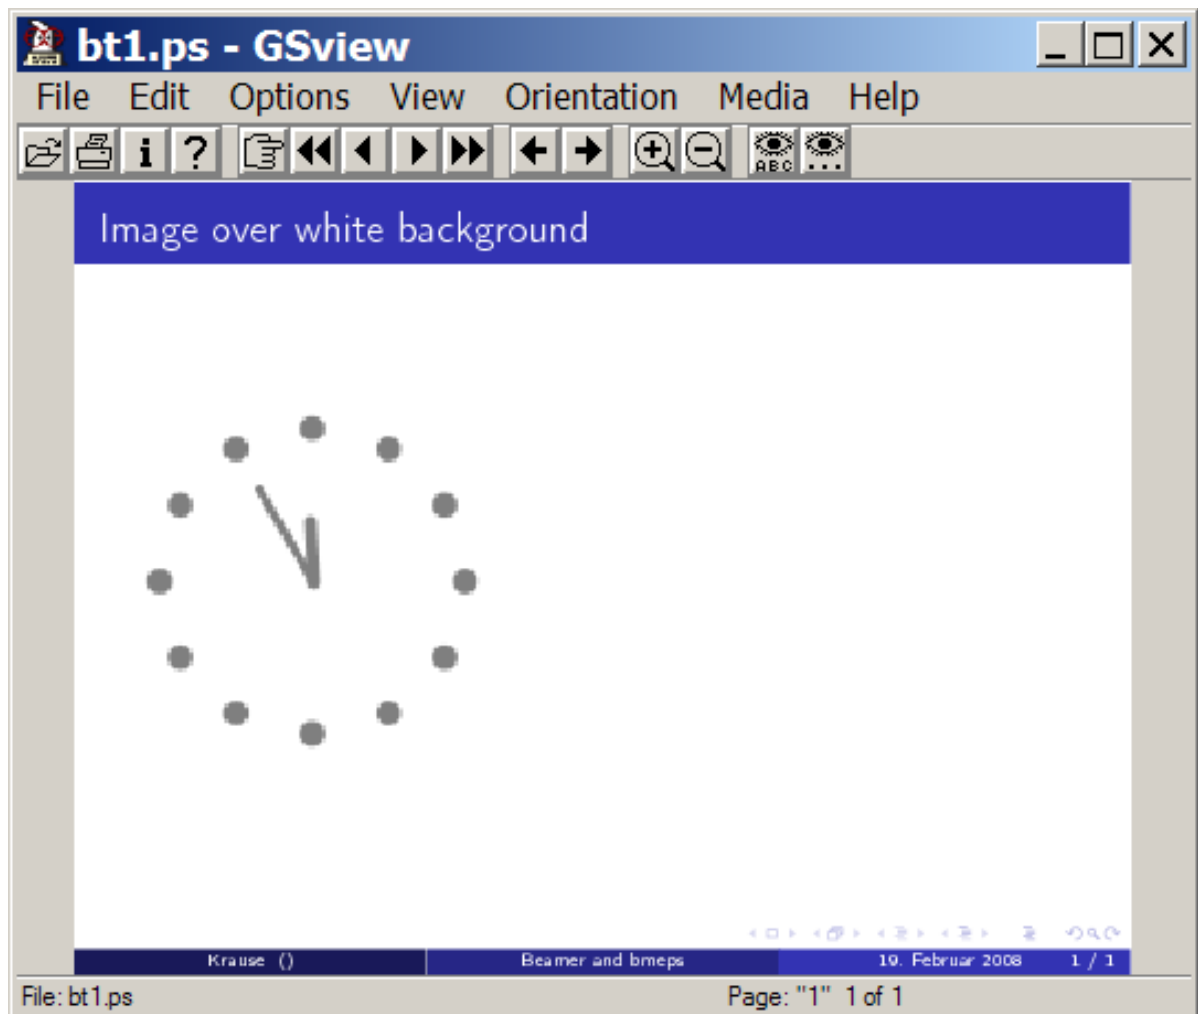 bt1.ps - GSview
File Edit Options View Orientation Media Help
i ? ABC
Image over white background
Krause () Beamer and bmeps 19. Februar 2008 1 / 1
File: bt1.ps Page: "1" 1 of 1